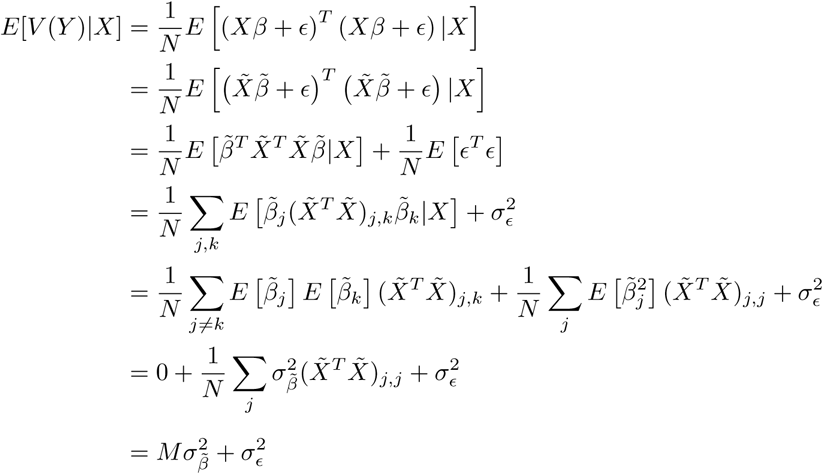 E[V(Y)|X] = \frac{1}{N} E\left[(X\beta + \epsilon)^T (X\beta + \epsilon) |X\right]
= \frac{1}{N} E\left[(\tilde{X}\tilde{\beta} + \epsilon)^T (\tilde{X}\tilde{\beta} + \epsilon) |X\right]
= \frac{1}{N} E\left[\tilde{\beta}^T \tilde{X}^T \tilde{X}\tilde{\beta}|X\right] + \frac{1}{N} E\left[\epsilon^T \epsilon\right]
= \frac{1}{N} \sum_{j,k} E\left[\tilde{\beta}_j (\tilde{X}^T \tilde{X})_{j,k} \tilde{\beta}_k |X\right] + \sigma_\epsilon^2
= \frac{1}{N} \sum_{j \neq k} E\left[\tilde{\beta}_j\right] E\left[\tilde{\beta}_k\right] (\tilde{X}^T \tilde{X})_{j,k} + \frac{1}{N} \sum_j E\left[\tilde{\beta}_j^2\right] (\tilde{X}^T \tilde{X})_{j,j} + \sigma_\epsilon^2
= 0 + \frac{1}{N} \sum_j \sigma_{\tilde{\beta}}^2 (\tilde{X}^T \tilde{X})_{j,j} + \sigma_\epsilon^2
= M\sigma_{\tilde{\beta}}^2 + \sigma_\epsilon^2